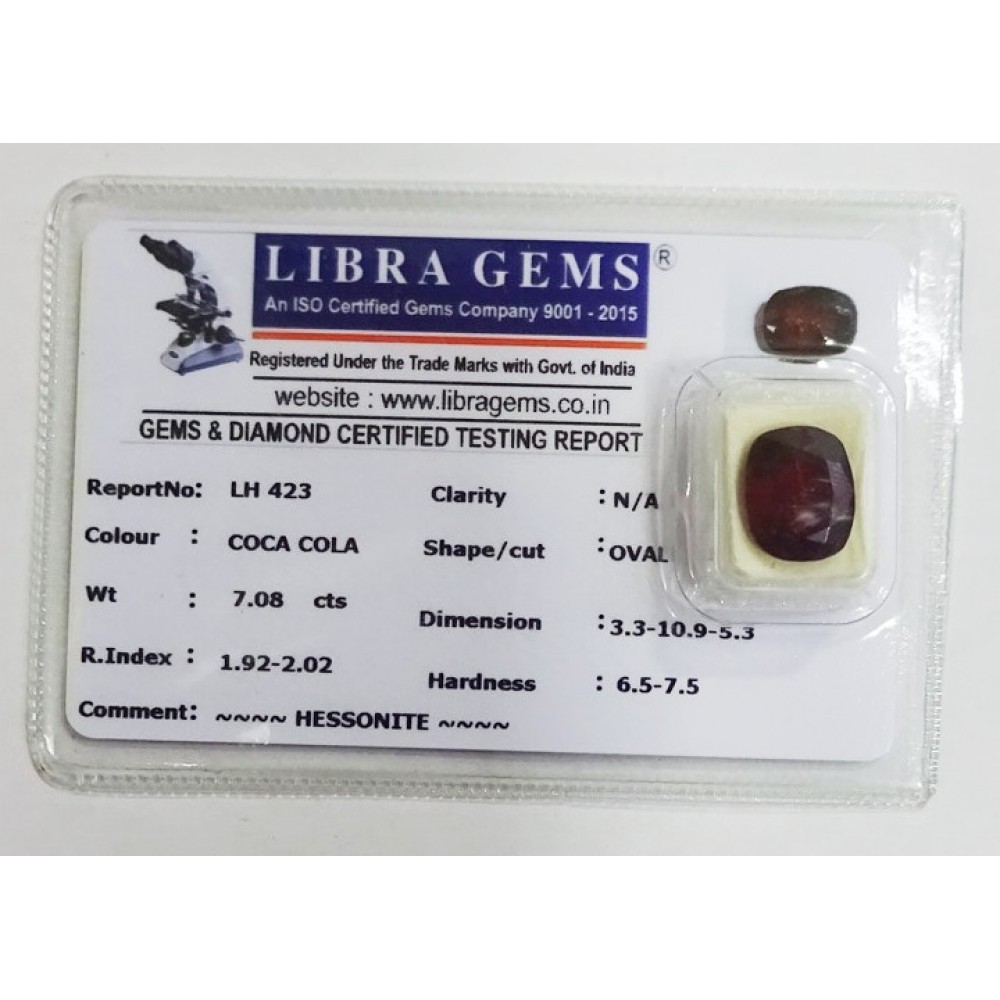 LIBRA GEMS ®
An ISO Certified Gems Company 9001 - 2015
Registered Under the Trade Marks with Govt. of India
website : www.libragems.co.in
GEMS & DIAMOND CERTIFIED TESTING REPORT
ReportNo: LH 423
Colour : COCA COLA
Wt : 7.08 cts
R.Index : 1.92-2.02
Comment: ~~~~ HESSONITE ~~~~
Clarity : N/A
Shape/cut : OVAL
Dimension : 3.3-10.9-5.3
Hardness : 6.5-7.5